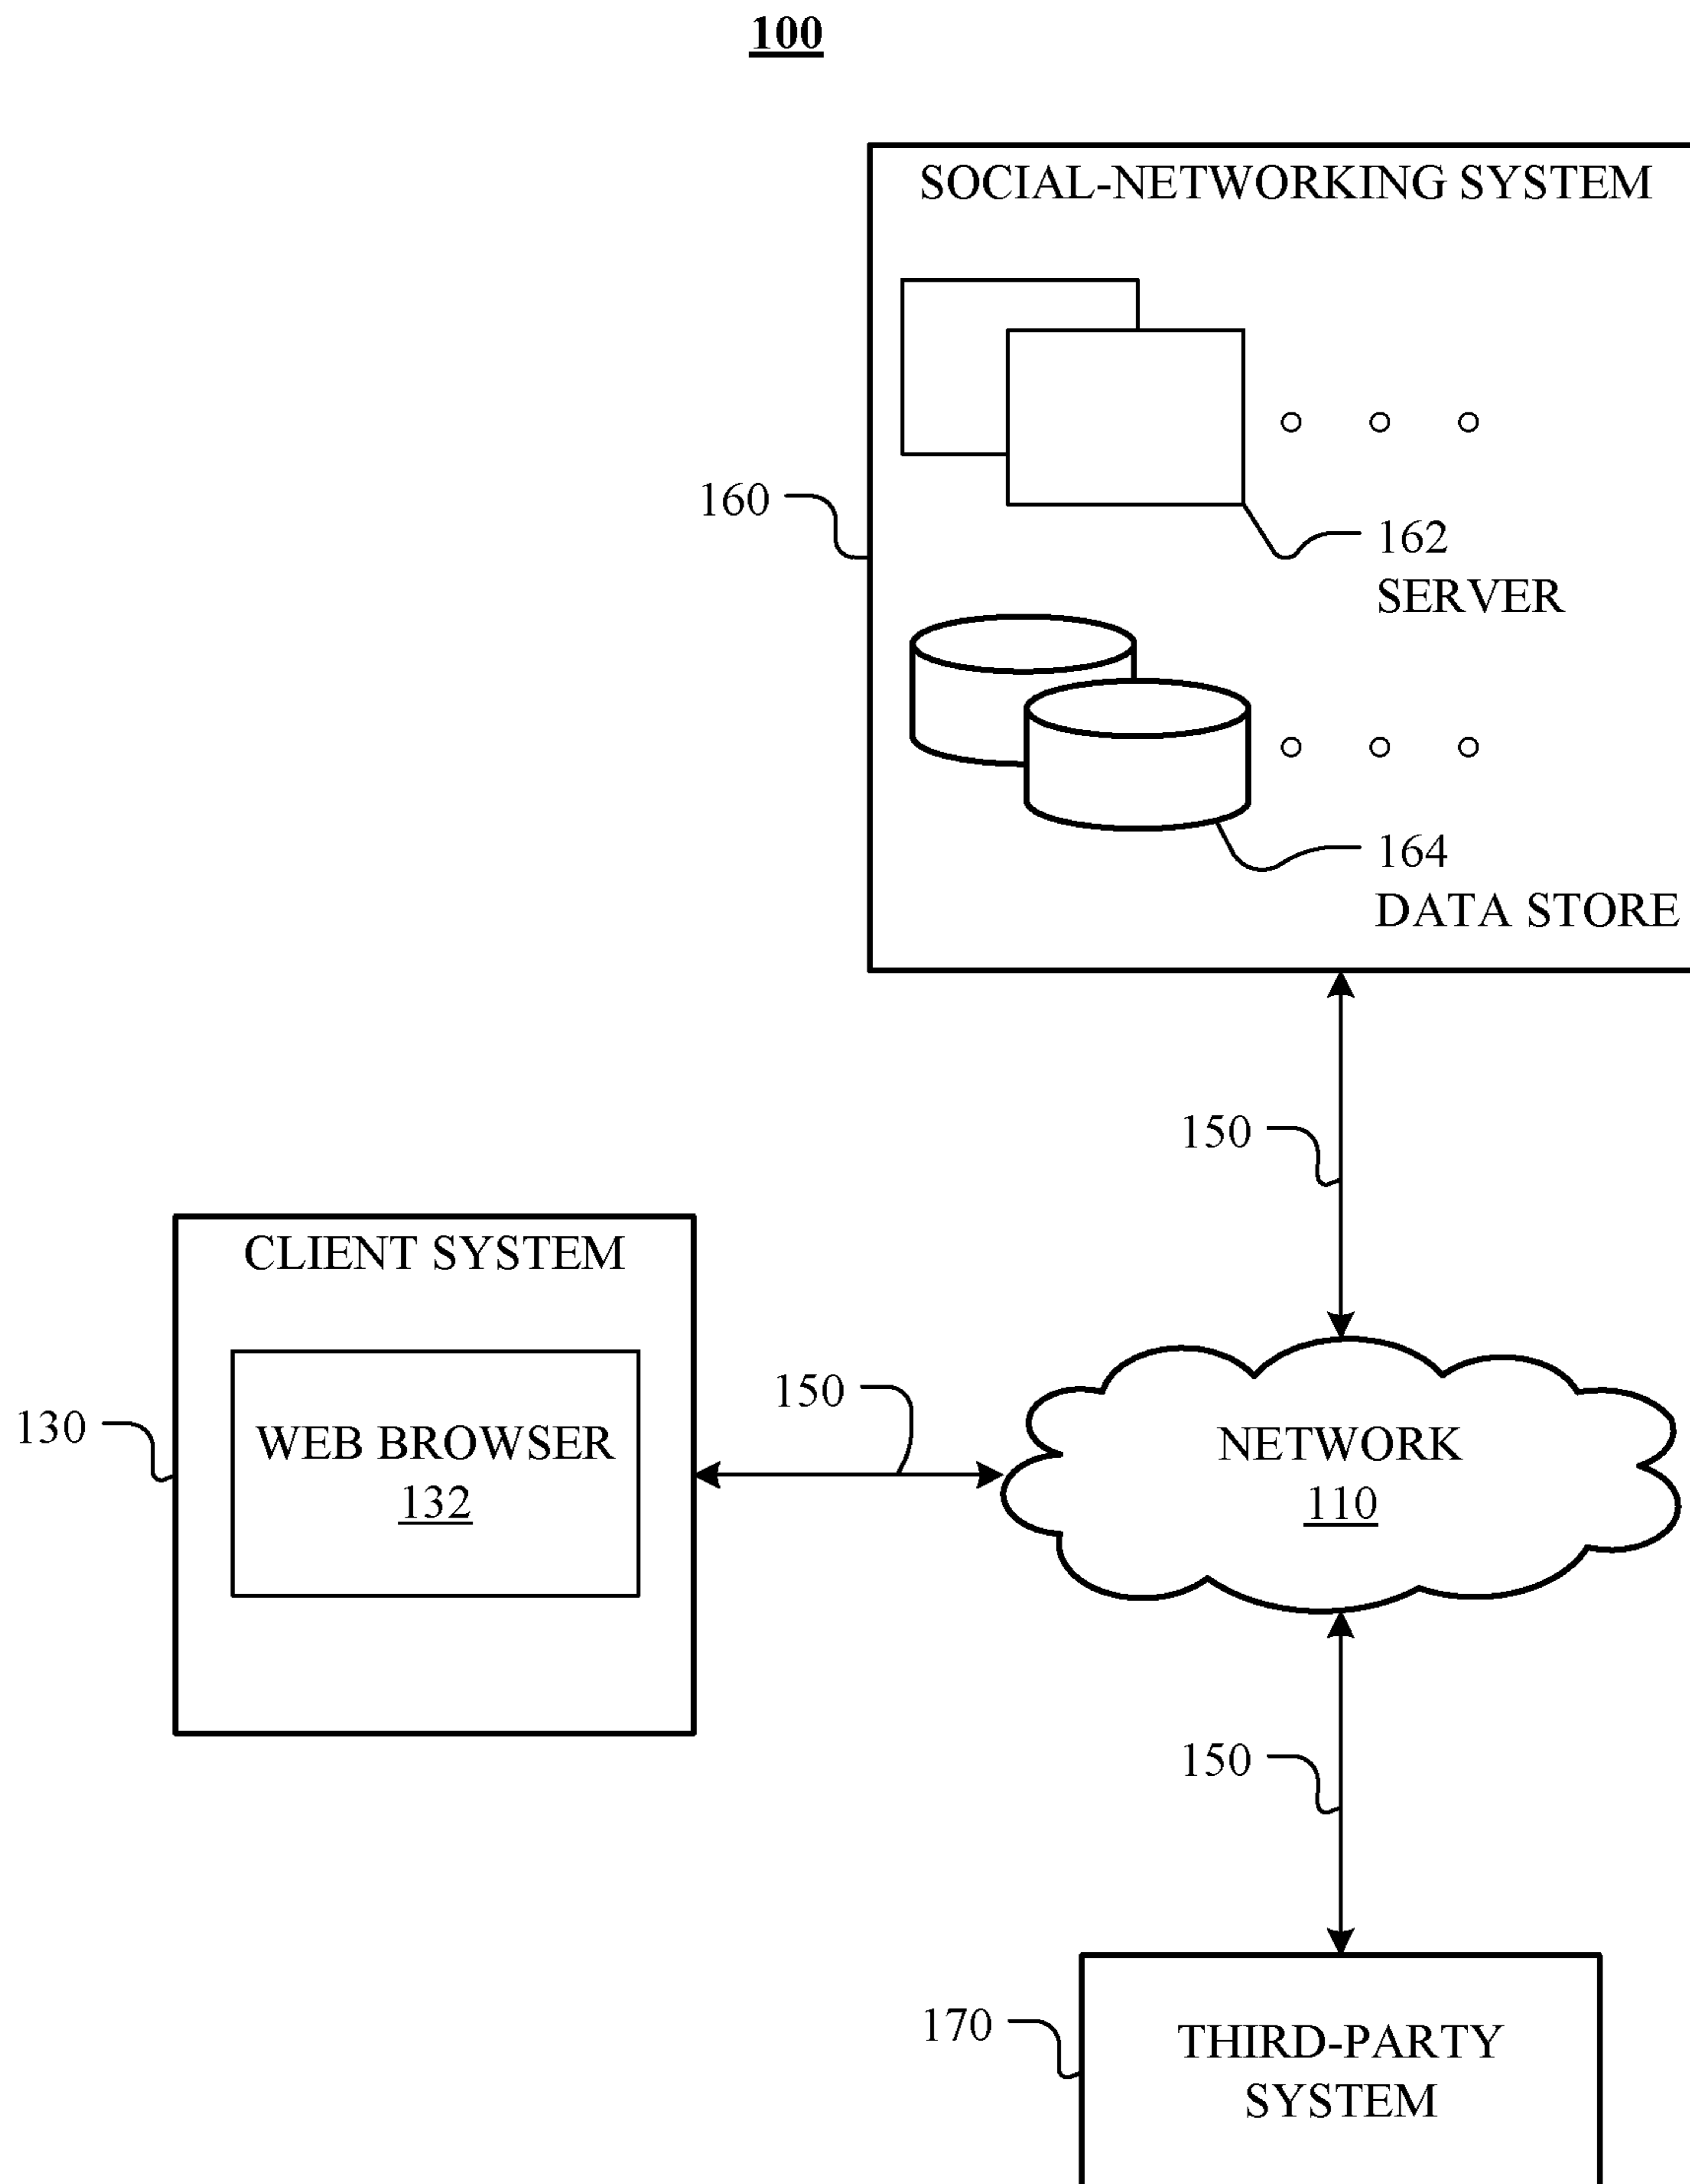 100
SOCIAL-NETWORKING SYSTEM
160
162
SERVER
164
DATA STORE
150
CLIENT SYSTEM
130
WEB BROWSER
132
150
NETWORK
110
150
170
THIRD-PARTY
SYSTEM